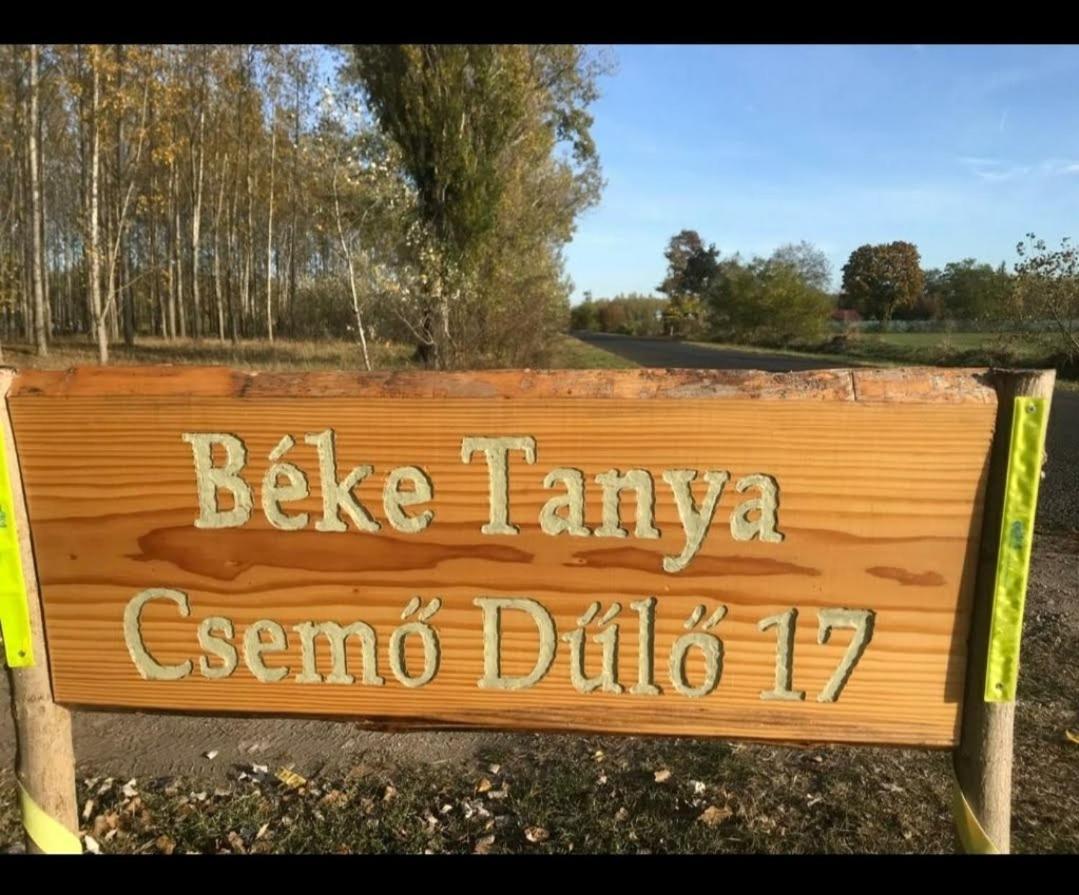 Béke Tanya
Csemő Dűlő 17